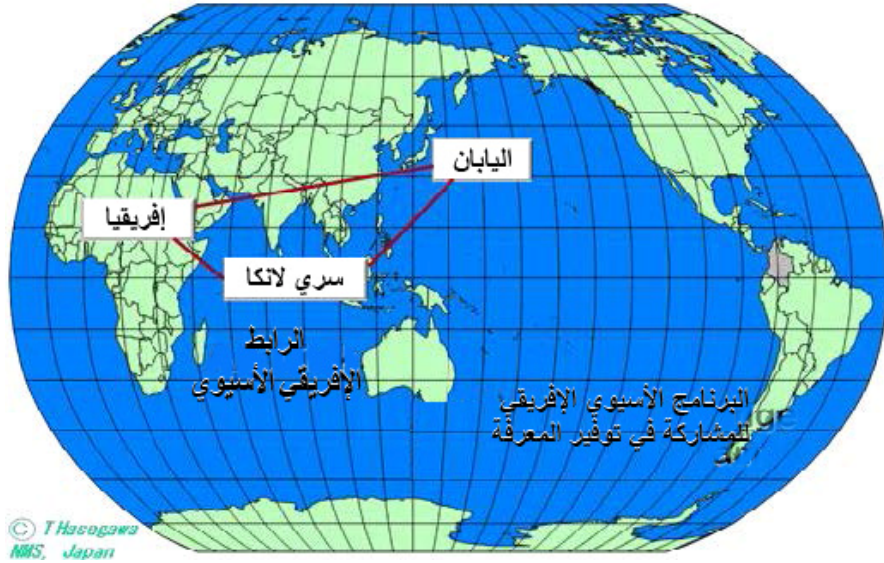 اليابان
إفريقيا
سري لانكا
الرابط
الإفريقي الأسيوي
البرنامج الأسيوي الإفريقي
للمشاركة في توفير المعرفة
© T Hasegawa
NMS, Japan